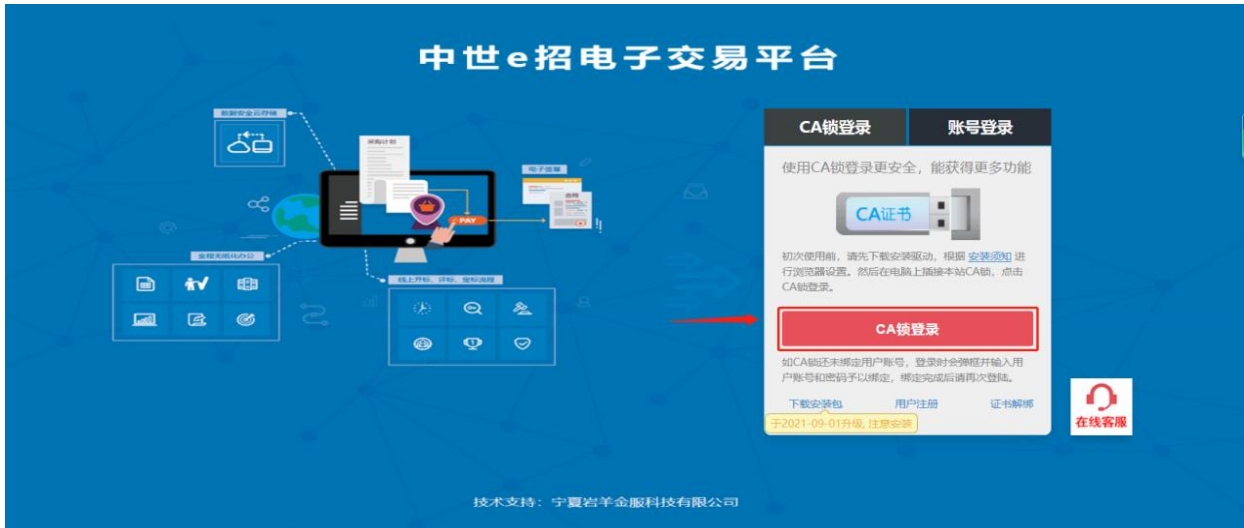 中世e招电子交易平台
数据安全云存储
采购计划
电子签章
合同
PAY
全程无纸化办公
线上开标、评标、定标流程
CA锁登录
账号登录
使用CA锁登录更安全，能获得更多功能
CA证书
初次使用前，请先下载安装驱动，根据 安装须知 进
行浏览器设置。然后在电脑上插接本站CA锁，点击
CA锁登录。
CA锁登录
如CA锁还未绑定用户账号，登录时会弹框并输入用
户账号和密码予以绑定，绑定完成后请再次登陆。
下载安装包
用户注册
证书解绑
于2021-09-01升级, 注意安装
在线客服
技术支持：宁夏岩羊金服科技有限公司